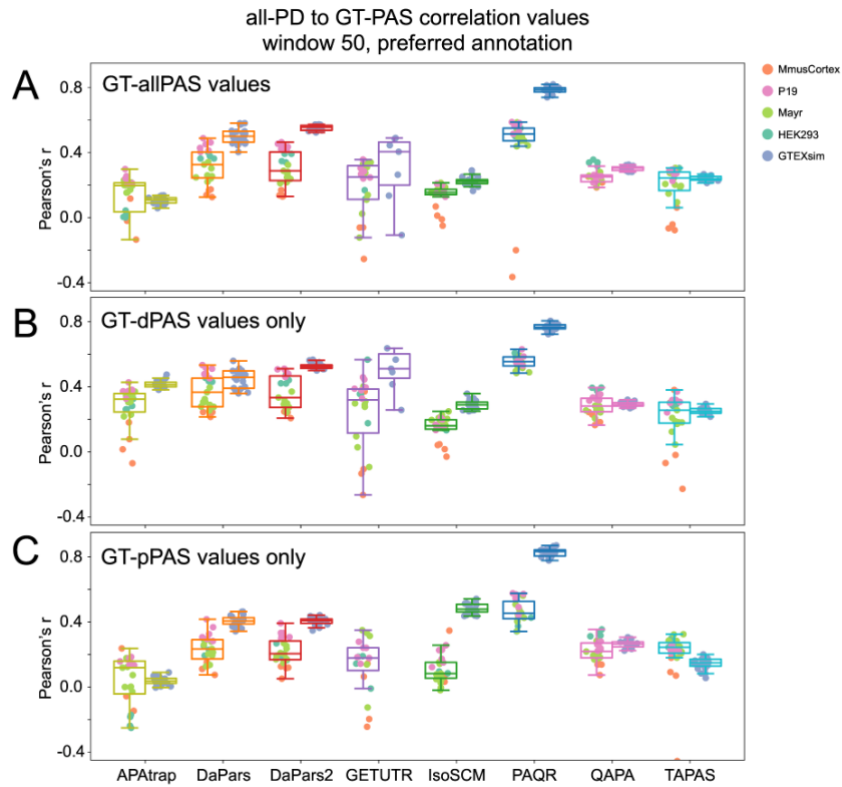 all-PD to GT-PAS correlation values
window 50, preferred annotation
A
GT-allPAS values
0.8
0.4
0.0
-0.4
Pearson's r
MmusCortex
P19
Mayr
HEK293
GTEXsim
B
GT-dPAS values only
0.8
0.4
0.0
-0.4
Pearson's r
C
GT-pPAS values only
0.8
0.4
0.0
-0.4
Pearson's r
APAtrap DaPars DaPars2 GETUTR IsoSCM PAQR QAPA TAPAS